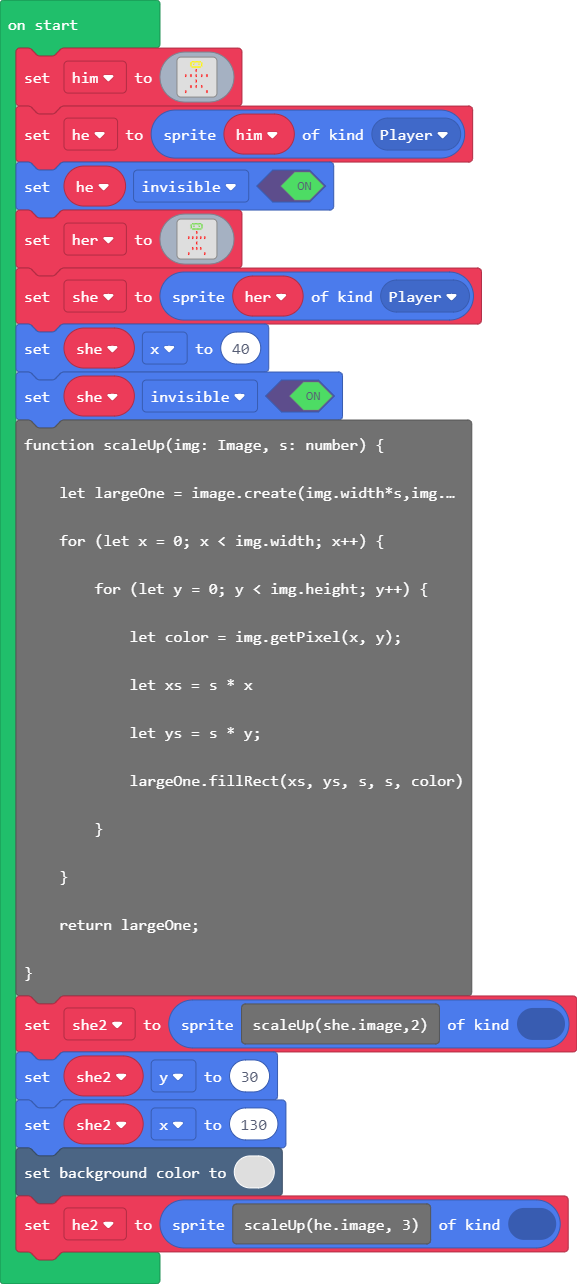 on start
set him to
set he to sprite him of kind Player
set he invisible ON
set her to
set she to sprite her of kind Player
set she x to 40
set she invisible ON
function scaleUp(img: Image, s: number) {
let largeOne = image.create(img.width*s,img.…
for (let x = 0; x < img.width; x++) {
for (let y = 0; y < img.height; y++) {
let color = img.getPixel(x, y);
let xs = s * x
let ys = s * y;
largeOne.fillRect(xs, ys, s, s, color)
}
}
return largeOne;
}
set she2 to sprite scaleUp(she.image,2) of kind
set she2 y to 30
set she2 x to 130
set background color to
set he2 to sprite scaleUp(he.image, 3) of kind